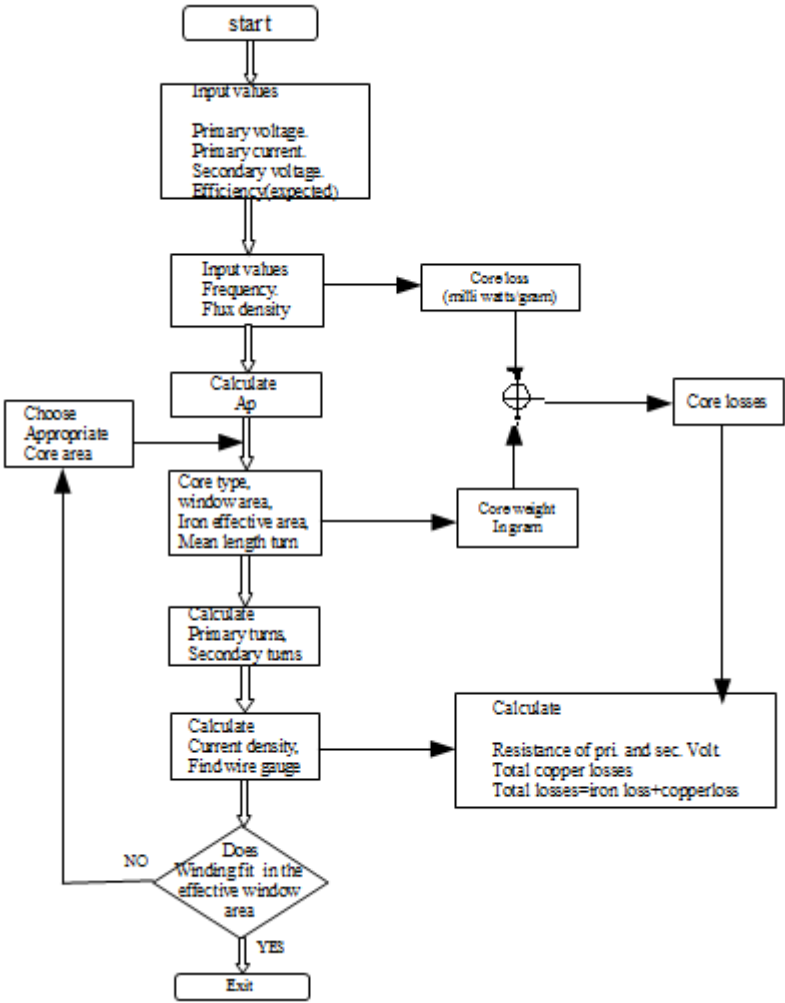 start
Input values
Primary voltage.
Primary current.
Secondary voltage.
Efficiency(expected)
Input values
Frequency.
Flux density
Core loss
(milli watts/gram)
Calculate
Ap
Choose
Appropriate
Core area
Core losses
Core type,
window area,
Iron effective area,
Mean length turn
Core weight
In gram
Calculate
Primary turns,
Secondary turns
Calculate
Current density,
Find wire gauge
Calculate
Resistance of pri. and sec. Volt.
Total copper losses
Total losses=iron loss+copperloss
NO
Does
Winding fit in the
effective window
area
YES
Exit